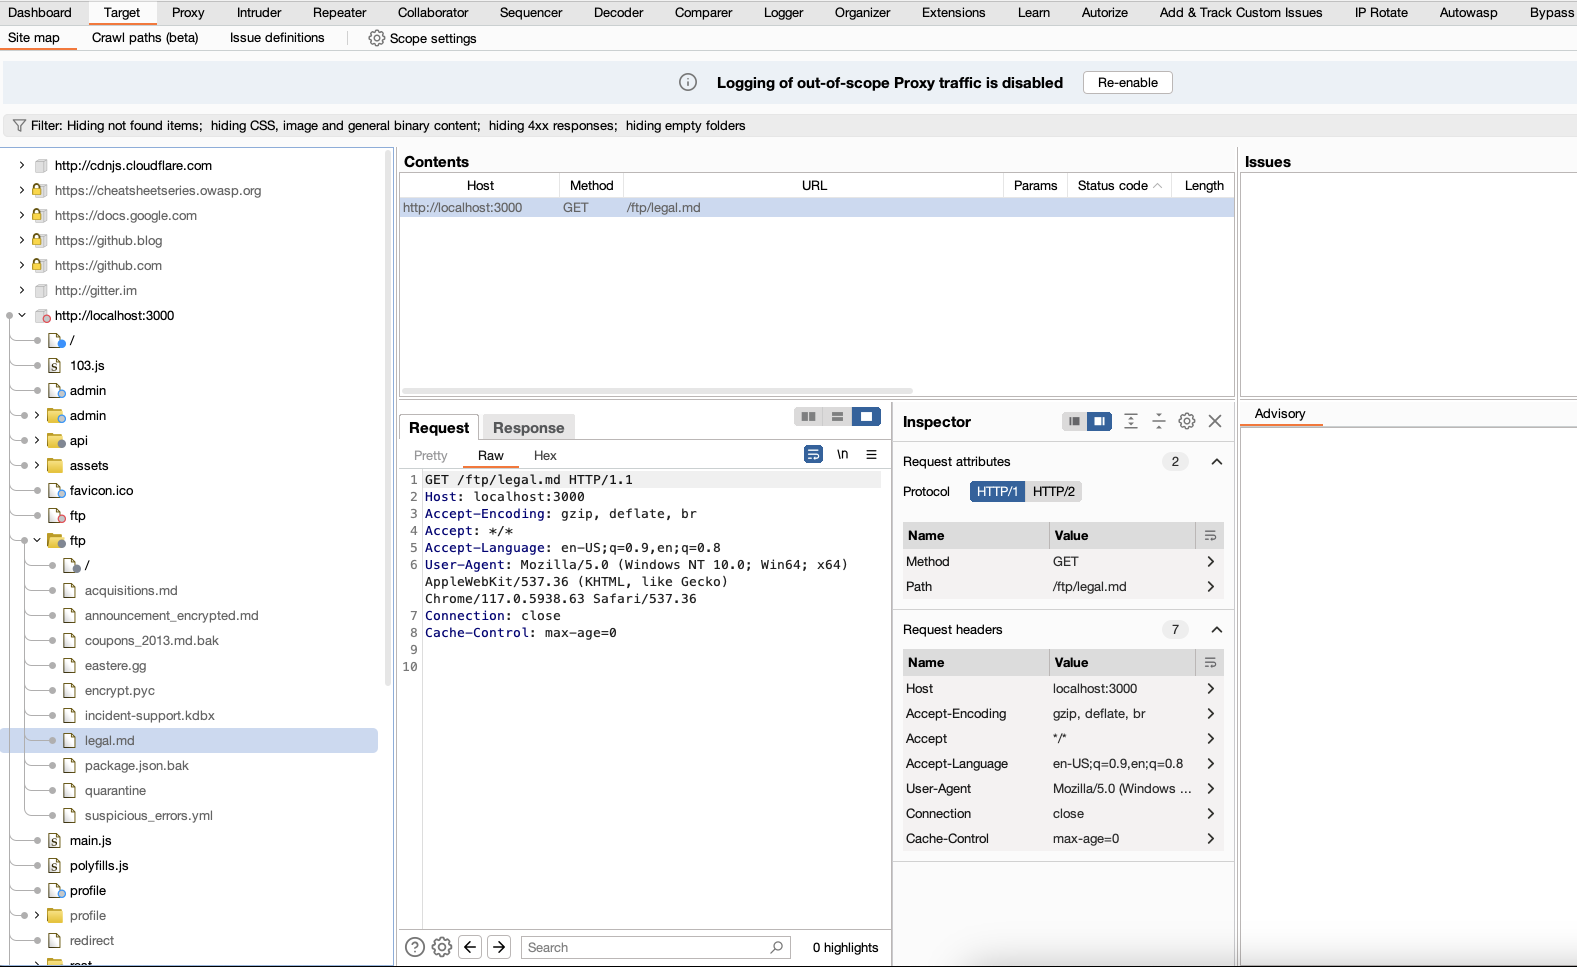 Dashboard Target Proxy Intruder Repeater Collaborator Sequencer Decoder Comparer Logger Organizer Extensions Learn Autorize Add & Track Custom Issues IP Rotate Autowasp Bypass
Site map Crawl paths (beta) Issue definitions Scope settings
Logging of out-of-scope Proxy traffic is disabled Re-enable
Filter: Hiding not found items; hiding CSS, image and general binary content; hiding 4xx responses; hiding empty folders
http://cdnjs.cloudflare.com
https://cheatsheetseries.owasp.org
https://docs.google.com
https://github.blog
https://github.com
http://gitter.im
http://localhost:3000
/
103.js
admin
admin
api
assets
favicon.ico
ftp
ftp
/
acquisitions.md
announcement_encrypted.md
coupons_2013.md.bak
eastere.gg
encrypt.pyc
incident-support.kdbx
legal.md
package.json.bak
quarantine
suspicious_errors.yml
main.js
polyfills.js
profile
profile
redirect
rest
Contents
Host Method URL Params Status code Length
http://localhost:3000 GET /ftp/legal.md
Request Response
Pretty Raw Hex \n
1 GET /ftp/legal.md HTTP/1.1
2 Host: localhost:3000
3 Accept-Encoding: gzip, deflate, br
4 Accept: */*
5 Accept-Language: en-US;q=0.9,en;q=0.8
6 User-Agent: Mozilla/5.0 (Windows NT 10.0; Win64; x64)
AppleWebKit/537.36 (KHTML, like Gecko)
Chrome/117.0.5938.63 Safari/537.36
7 Connection: close
8 Cache-Control: max-age=0
9
10
Search 0 highlights
Inspector
Request attributes 2
Protocol HTTP/1 HTTP/2
Name Value
Method GET
Path /ftp/legal.md
Request headers 7
Name Value
Host localhost:3000
Accept-Encoding gzip, deflate, br
Accept */*
Accept-Language en-US;q=0.9,en;q=0.8
User-Agent Mozilla/5.0 (Windows ...
Connection close
Cache-Control max-age=0
Issues
Advisory